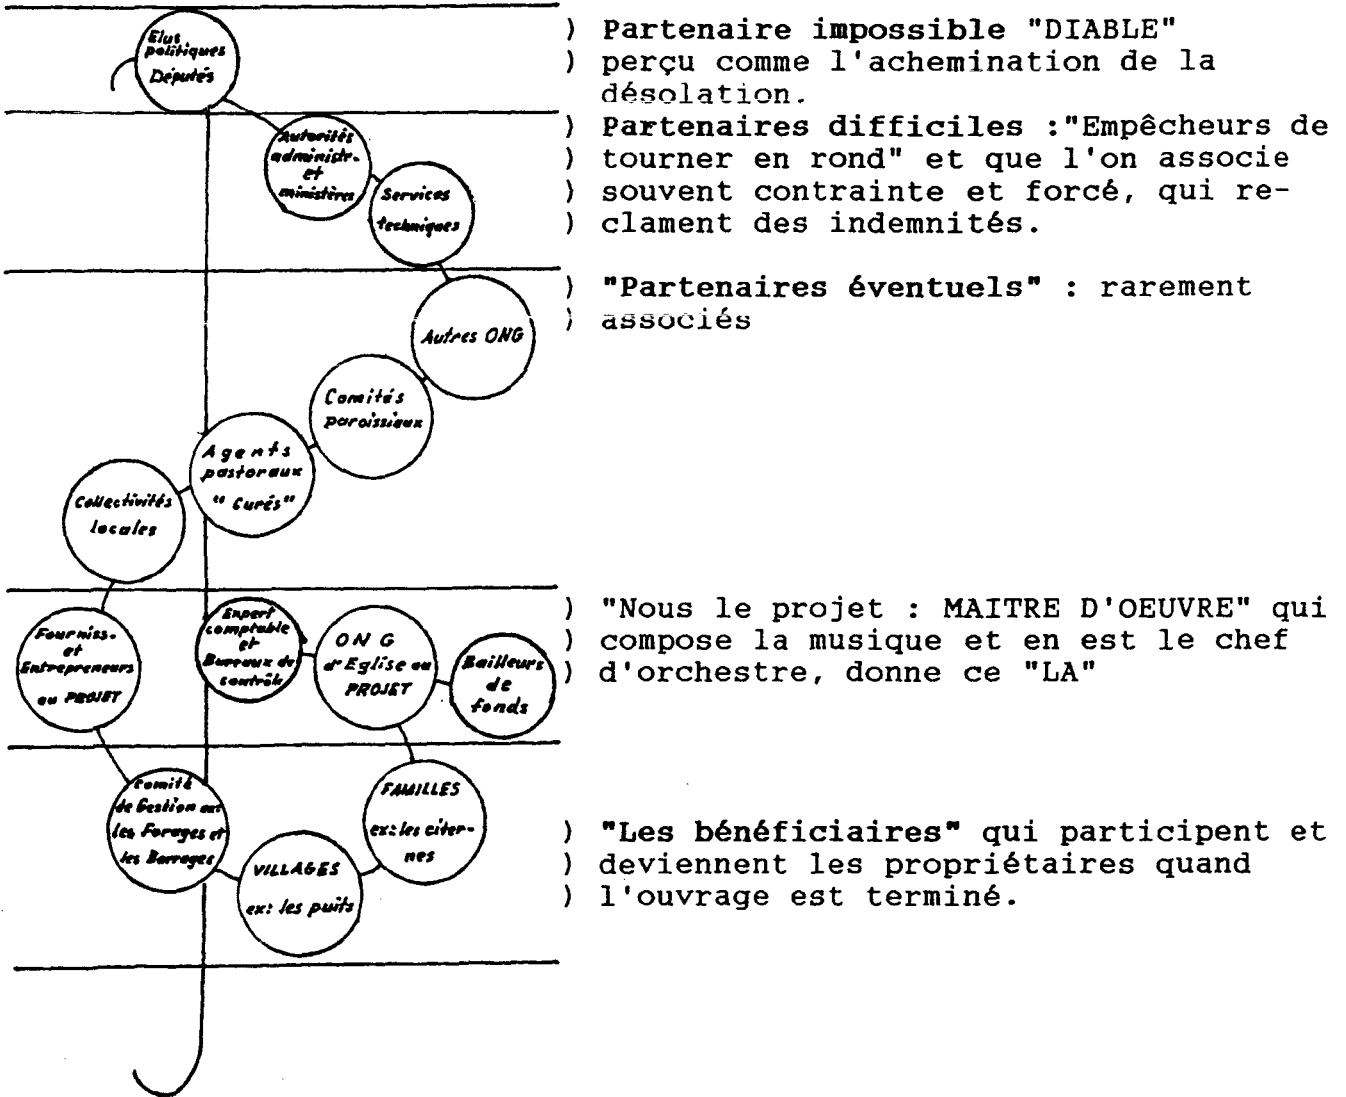 Elus
politiques
Députés
) Partenaire impossible "DIABLE"
) perçu comme l'achemination de la
désolation.
Autorités
administr.
et
ministères
Services
techniques
) Partenaires difficiles :"Empêcheurs de
) tourner en rond" et que l'on associe
) souvent contrainte et forcé, qui re-
) clament des indemnités.
Autres ONG
Comités
paroissiaux
Agents
pastoraux
"Curés"
Collectivités
locales
) "Partenaires éventuels" : rarement
) associés
Fourniss.
et
Entrepreneurs
au PROJET
Expert
comptable
et
Bureaux de
contrôle
ONG
d'Eglise ou
PROJET
Bailleurs
de
fonds
) "Nous le projet : MAITRE D'OEUVRE" qui
) compose la musique et en est le chef
) d'orchestre, donne ce "LA"
Comité
de Gestion
les Forages et
les Barrages
VILLAGES
ex: les puits
FAMILLES
ex: les citer-
nes
) "Les bénéficiaires" qui participent et
) deviennent les propriétaires quand
) l'ouvrage est terminé.